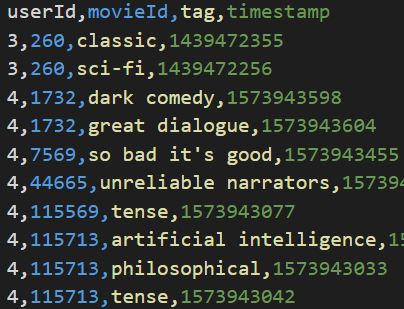 userId,movieId,tag,timestamp
3,260,classic,1439472355
3,260,sci-fi,1439472256
4,1732,dark comedy,1573943598
4,1732,great dialogue,1573943604
4,7569,so bad it's good,1573943455
4,44665,unreliable narrators,157394
4,115569,tense,1573943077
4,115713,artificial intelligence,1
4,115713,philosophical,1573943033
4,115713,tense,1573943042